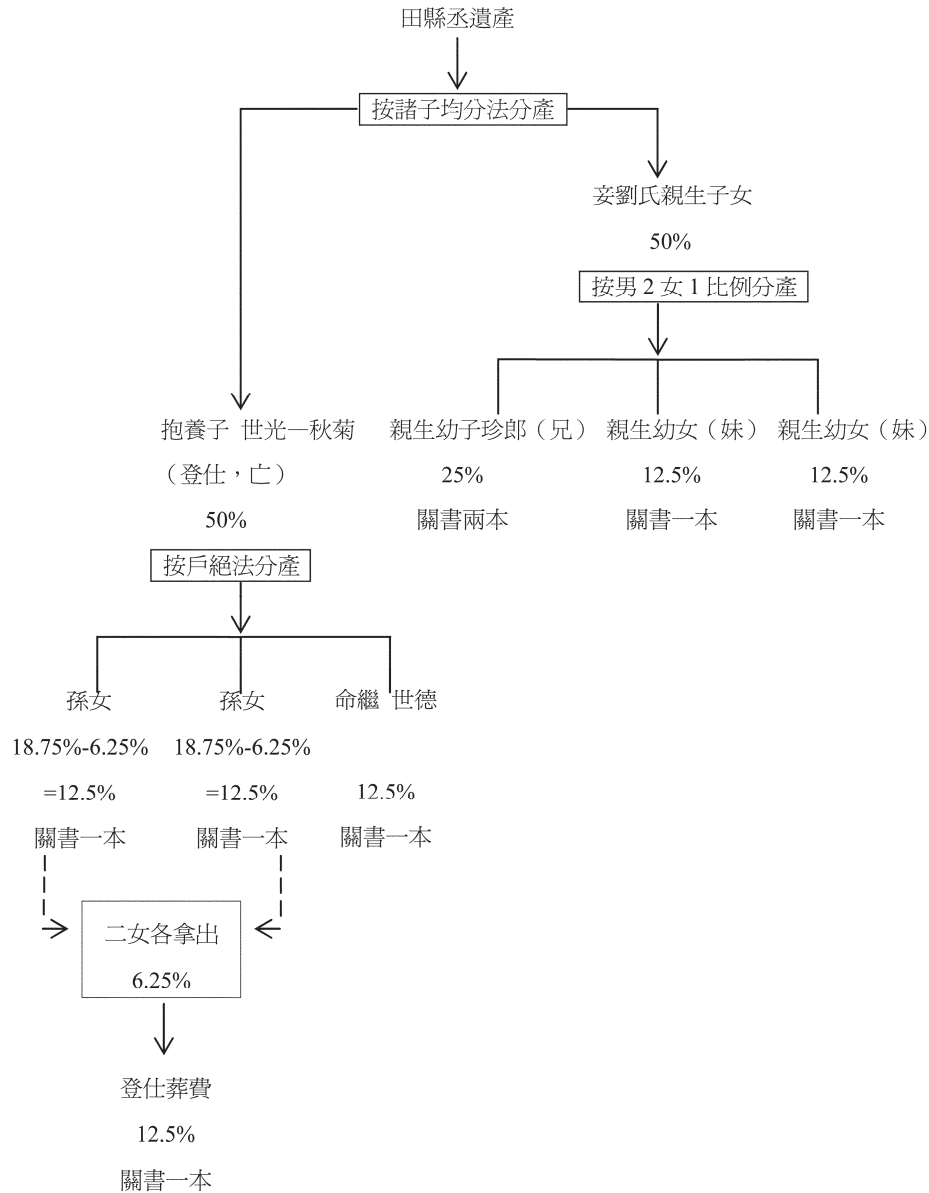 田縣丞遺產
按諸子均分法分產
妾劉氏親生子女
50%
按男 2 女 1 比例分產
抱養子 世光—秋菊
（登仕，亡）
50%
親生幼子珍郎（兄）
25%
關書兩本
親生幼女（妹）
12.5%
關書一本
親生幼女（妹）
12.5%
關書一本
按戶絕法分產
孫女
18.75%-6.25%
=12.5%
關書一本
孫女
18.75%-6.25%
=12.5%
關書一本
命繼 世德
12.5%
關書一本
二女各拿出
6.25%
登仕葬費
12.5%
關書一本